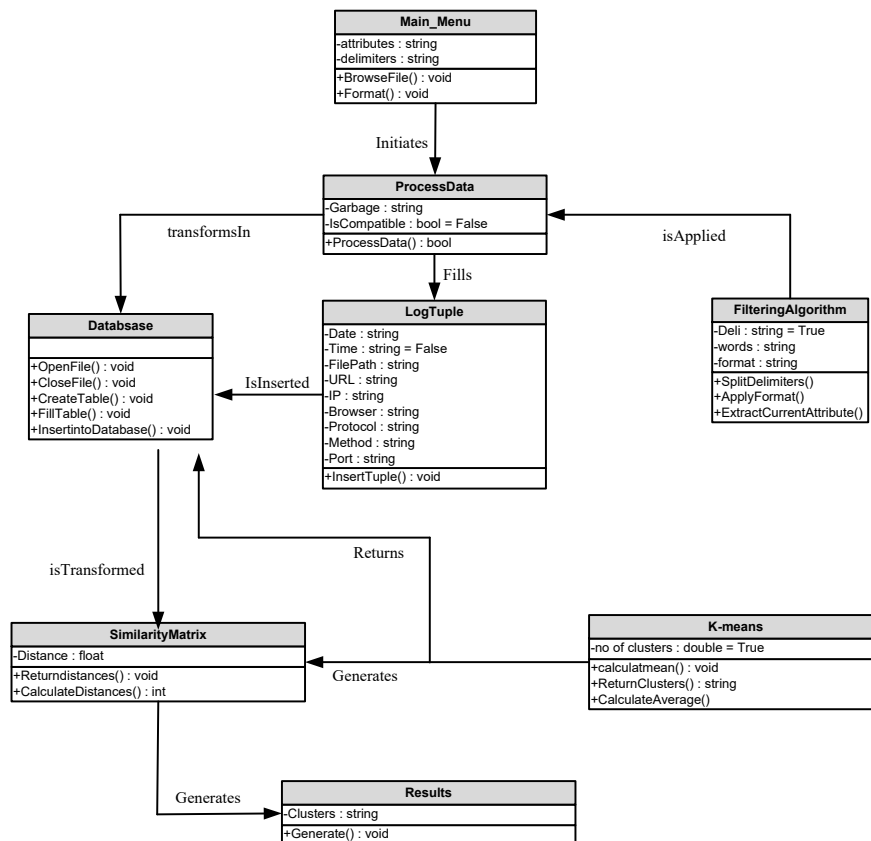 Main_Menu
-attributes : string
-delimiters : string
+BrowseFile() : void
+Format() : void
Initiates
ProcessData
-Garbage : string
-IsCompatible : bool = False
+ProcessData() : bool
transformsIn
isApplied
Fills
Databsase
+OpenFile() : void
+CloseFile() : void
+CreateTable() : void
+FillTable() : void
+InsertintoDatabase() : void
IsInserted
LogTuple
-Date : string
-Time : string = False
-FilePath : string
-URL : string
-IP : string
-Browser : string
-Protocol : string
-Method : string
-Port : string
+InsertTuple() : void
FilteringAlgorithm
-Deli : string = True
-words : string
-format : string
+SplitDelimiters()
+ApplyFormat()
+ExtractCurrentAttribute()
Returns
isTransformed
SimilarityMatrix
-Distance : float
+Returndistances() : void
+CalculateDistances() : int
Generates
K-means
-no of clusters : double = True
+calculatmean() : void
+ReturnClusters() : string
+CalculateAverage()
Generates
Results
-Clusters : string
+Generate() : void